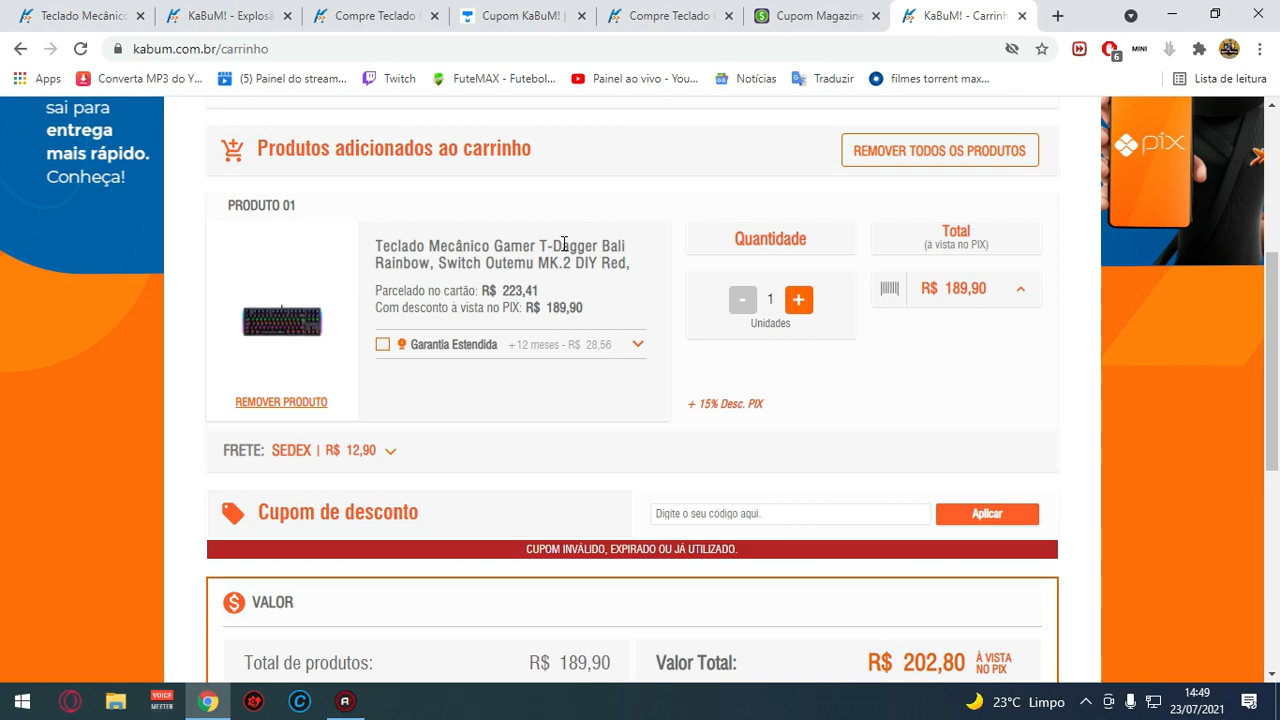 Teclado Mecânic
KaBuM! - Explosã
Compre Teclado
Cupom KaBuM! |
Compre Teclado G
Cupom Magazine
KaBuM! - Carrinh
kabum.com.br/carrinho
MINI
6
Apps
Converta MP3 do Y...
(5) Painel do stream...
Twitch
FuteMAX - Futebol...
Painel ao vivo - You...
Notícias
Traduzir
filmes torrent max...
Lista de leitura
sai para
entrega
mais rápido.
Conheça!
pix
Produtos adicionados ao carrinho
REMOVER TODOS OS PRODUTOS
PRODUTO 01
Teclado Mecânico Gamer T-Dagger Bali
Rainbow, Switch Outemu MK.2 DIY Red,
Parcelado no cartão: R$ 223,41
Com desconto à vista no PIX: R$ 189,90
Garantia Estendida +12 meses - R$ 28,56
REMOVER PRODUTO
Quantidade
- 1 +
Unidades
+ 15% Desc. PIX
Total
(à vista no PIX)
R$ 189,90
FRETE: SEDEX | R$ 12,90
Cupom de desconto
Digite o seu código aqui.
Aplicar
CUPOM INVÁLIDO, EXPIRADO OU JÁ UTILIZADO.
$ VALOR
Total de produtos: R$ 189,90
Valor Total: R$ 202,80 À VISTA
NO PIX
VOICE
MEETER
23°C Limpo
14:49
23/07/2021